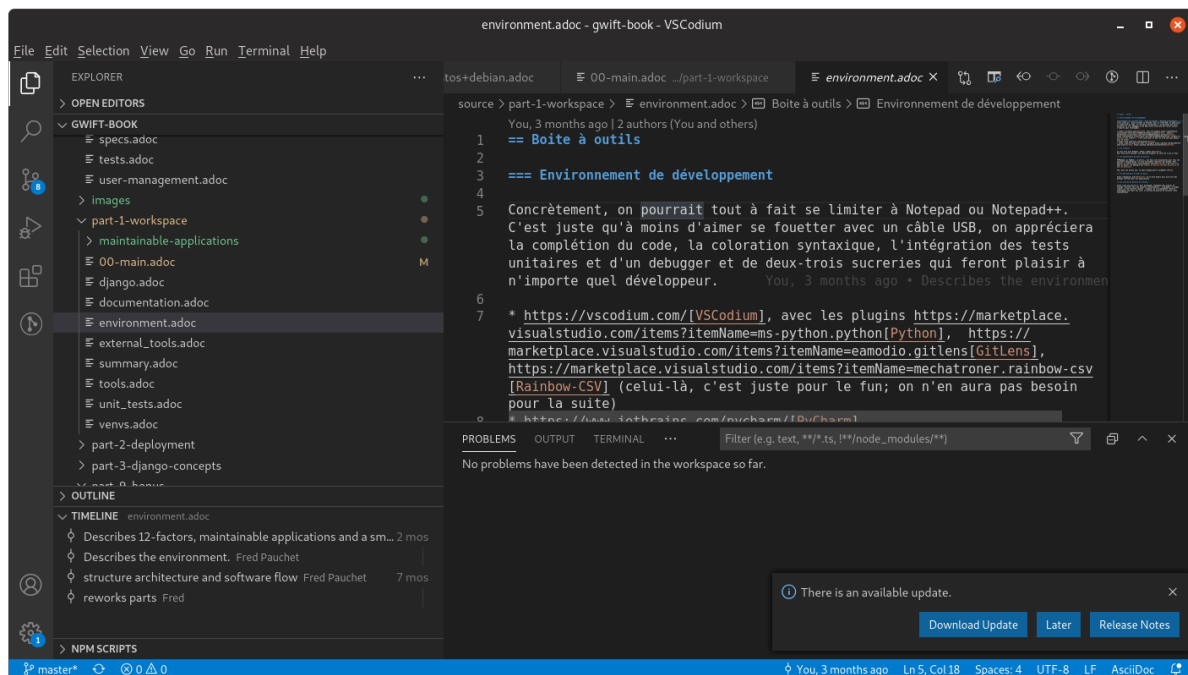 environment.adoc - gwift-book - VSCodium
File Edit Selection View Go Run Terminal Help
EXPLORER
OPEN EDITORS
GWIFT-BOOK
specs.adoc
tests.adoc
user-management.adoc
images
part-1-workspace
maintainable-applications
00-main.adoc M
django.adoc
documentation.adoc
environment.adoc
external_tools.adoc
summary.adoc
tools.adoc
unit_tests.adoc
venvs.adoc
part-2-deployment
part-3-django-concepts
part-9-bonus
OUTLINE
TIMELINE environment.adoc
Describes 12-factors, maintainable applications and a sm... 2 mos
Describes the environment. Fred Pauchet
structure architecture and software flow Fred Pauchet 7 mos
reworks parts Fred
NPM SCRIPTS
8
1
tos+debian.adoc 00-main.adoc .../part-1-workspace environment.adoc
source > part-1-workspace > environment.adoc > Boite à outils > Environnement de développement
You, 3 months ago | 2 authors (You and others)
1 == Boite à outils
2
3 === Environnement de développement
4
5 Concrètement, on pourrait tout à fait se limiter à Notepad ou Notepad++.
C'est juste qu'à moins d'aimer se fouetter avec un câble USB, on appréciera
la complétion du code, la coloration syntaxique, l'intégration des tests
unitaires et d'un debugger et de deux-trois sucreries qui feront plaisir à
n'importe quel développeur. You, 3 months ago • Describes the environmen
6
7 * https://vscodium.com/[VSCodium], avec les plugins https://marketplace.
visualstudio.com/items?itemName=ms-python.python[Python], https://
marketplace.visualstudio.com/items?itemName=eamodio.gitlens[GitLens],
https://marketplace.visualstudio.com/items?itemName=mechatroner.rainbow-csv
[Rainbow-CSV] (celui-là, c'est juste pour le fun; on n'en aura pas besoin
pour la suite)
8 * https://www.jetbrains.com/pycharm/[PyCharm]
PROBLEMS OUTPUT TERMINAL ... Filter (e.g. text, **/*.ts, !**/node_modules/**)
No problems have been detected in the workspace so far.
There is an available update.
Download Update Later Release Notes
master* 0 0 You, 3 months ago Ln 5, Col 18 Spaces: 4 UTF-8 LF AsciiDoc